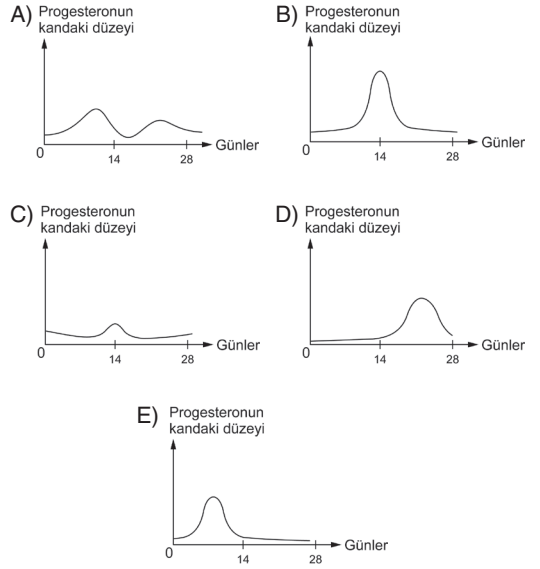 A) Progesteronun
kandaki düzeyi
0
14
28
Günler
B) Progesteronun
kandaki düzeyi
0
14
28
Günler
C) Progesteronun
kandaki düzeyi
0
14
28
Günler
D) Progesteronun
kandaki düzeyi
0
14
28
Günler
E) Progesteronun
kandaki düzeyi
0
14
28
Günler